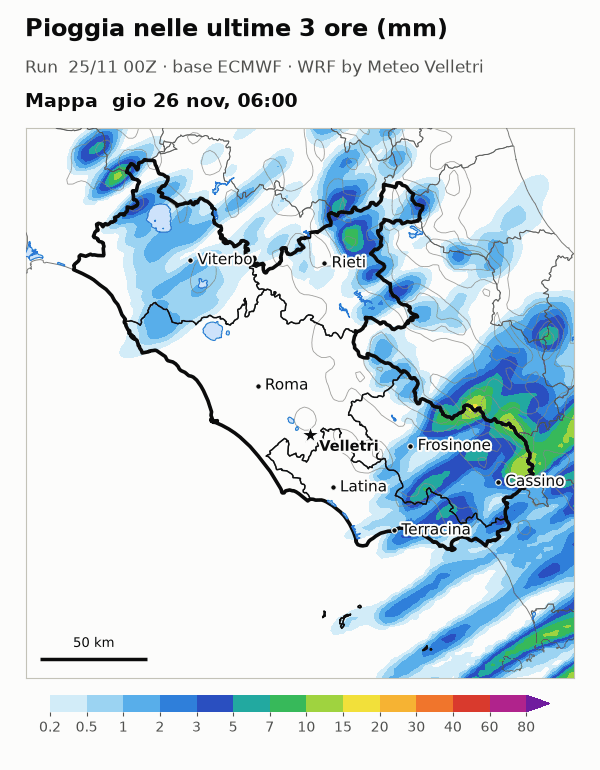 Pioggia nelle ultime 3 ore (mm)
Run  25/11 00Z · base ECMWF · WRF by Meteo Velletri
Mappa  gio 26 nov, 06:00
Viterbo
Rieti
Roma
Velletri
Frosinone
Latina
Cassino
Terracina
50 km
0.2 0.5 1 2 3 5 7 10 15 20 30 40 60 80